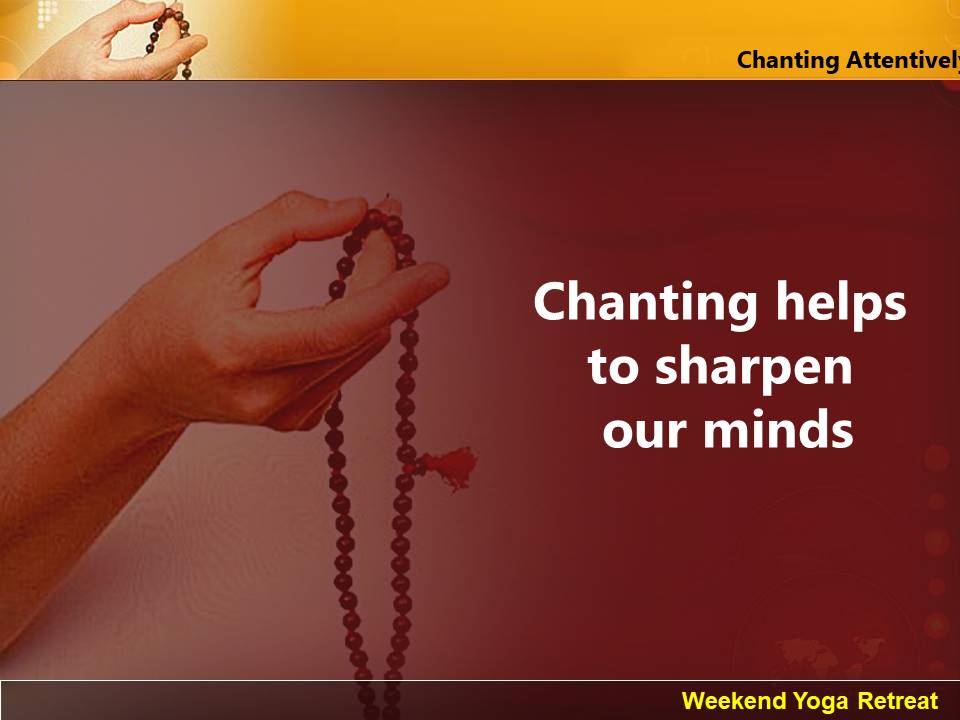 Chanting Attentively
Chanting helps
to sharpen
our minds
Weekend Yoga Retreat